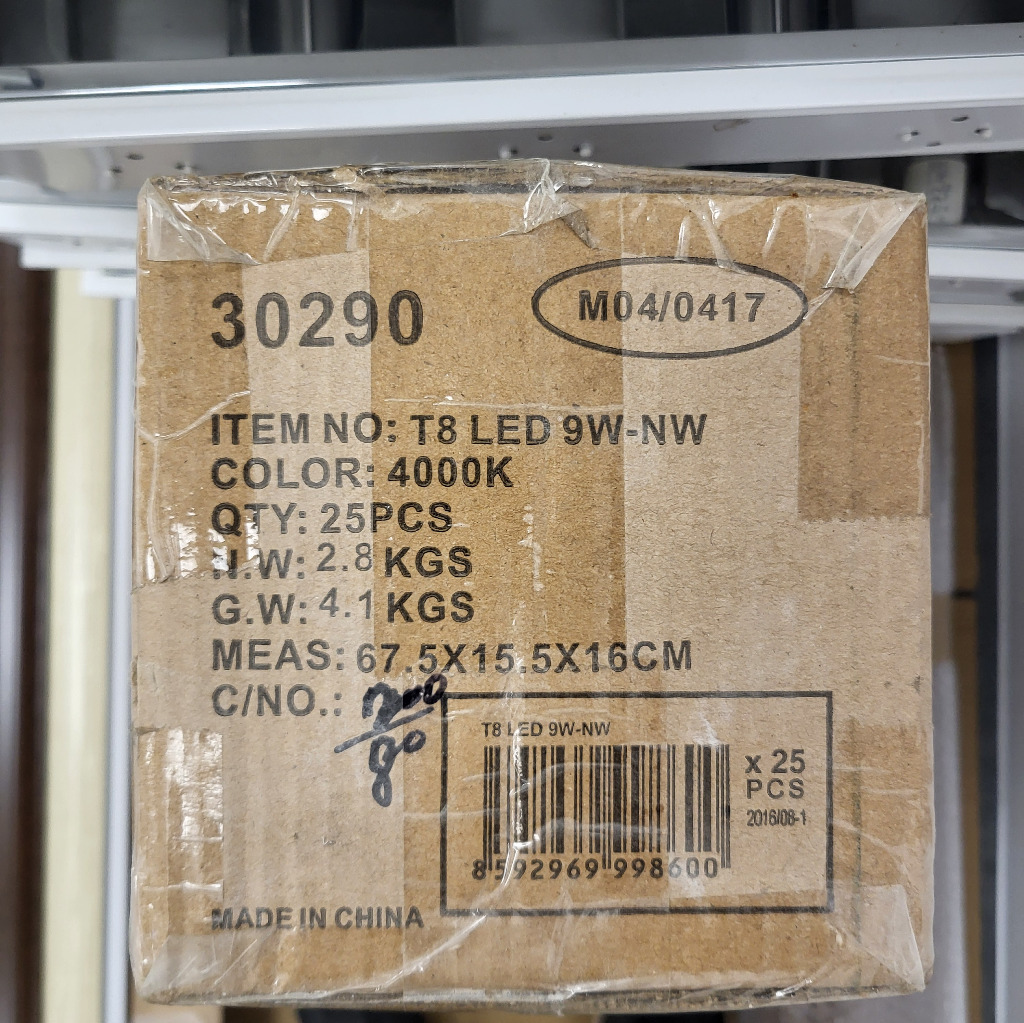 30290
M04/0417
ITEM NO: T8 LED 9W-NW
COLOR: 4000K
QTY: 25PCS
N.W: 2.8 KGS
G.W: 4.1 KGS
MEAS: 67.5X15.5X16CM
C/NO.:
T8 LED 9W-NW
x 25
PCS
2016/08-1
8592969998600
MADE IN CHINA